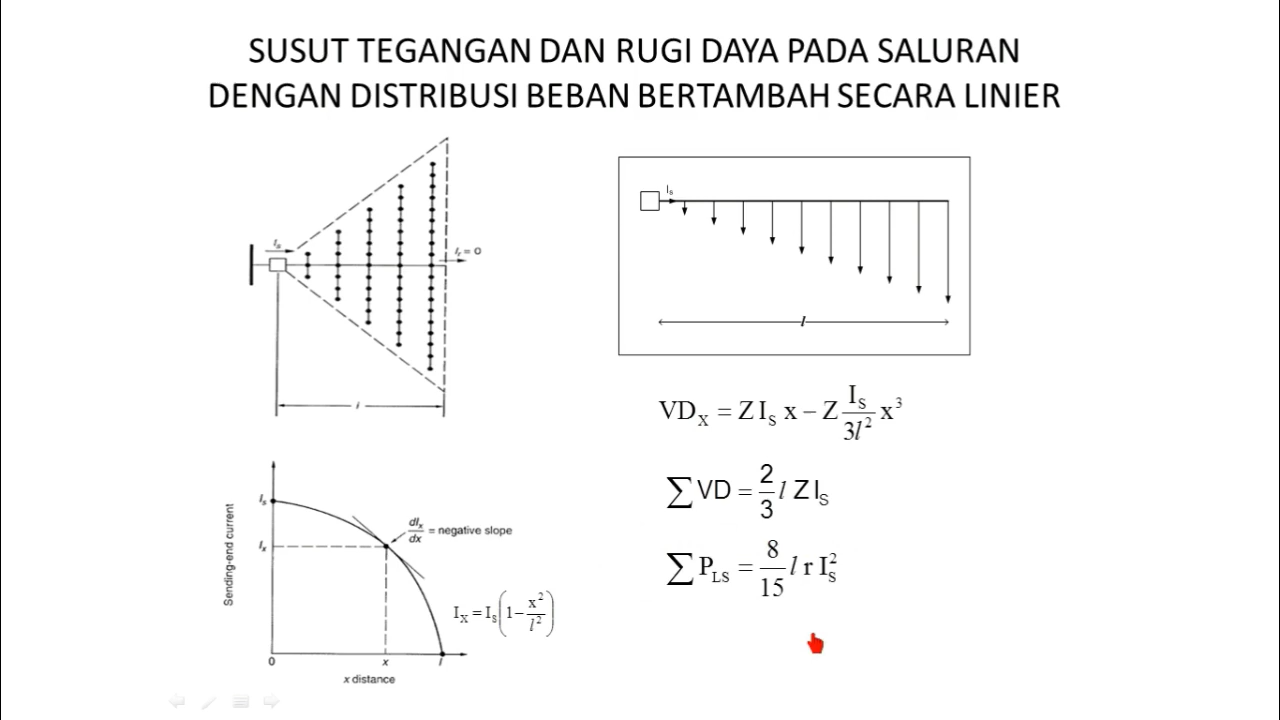 SUSUT TEGANGAN DAN RUGI DAYA PADA SALURAN
DENGAN DISTRIBUSI BEBAN BERTAMBAH SECARA LINIER
Is
Ir = 0
l
Is
l
VDX = Z IS x − Z IS/3l² x³
∑ VD = 2/3 l Z IS
∑ PLS = 8/15 l r IS²
Sending-end current
Is
Ix
dIx/dx = negative slope
IX = IS(1 − x²/l²)
0
x
l
x distance